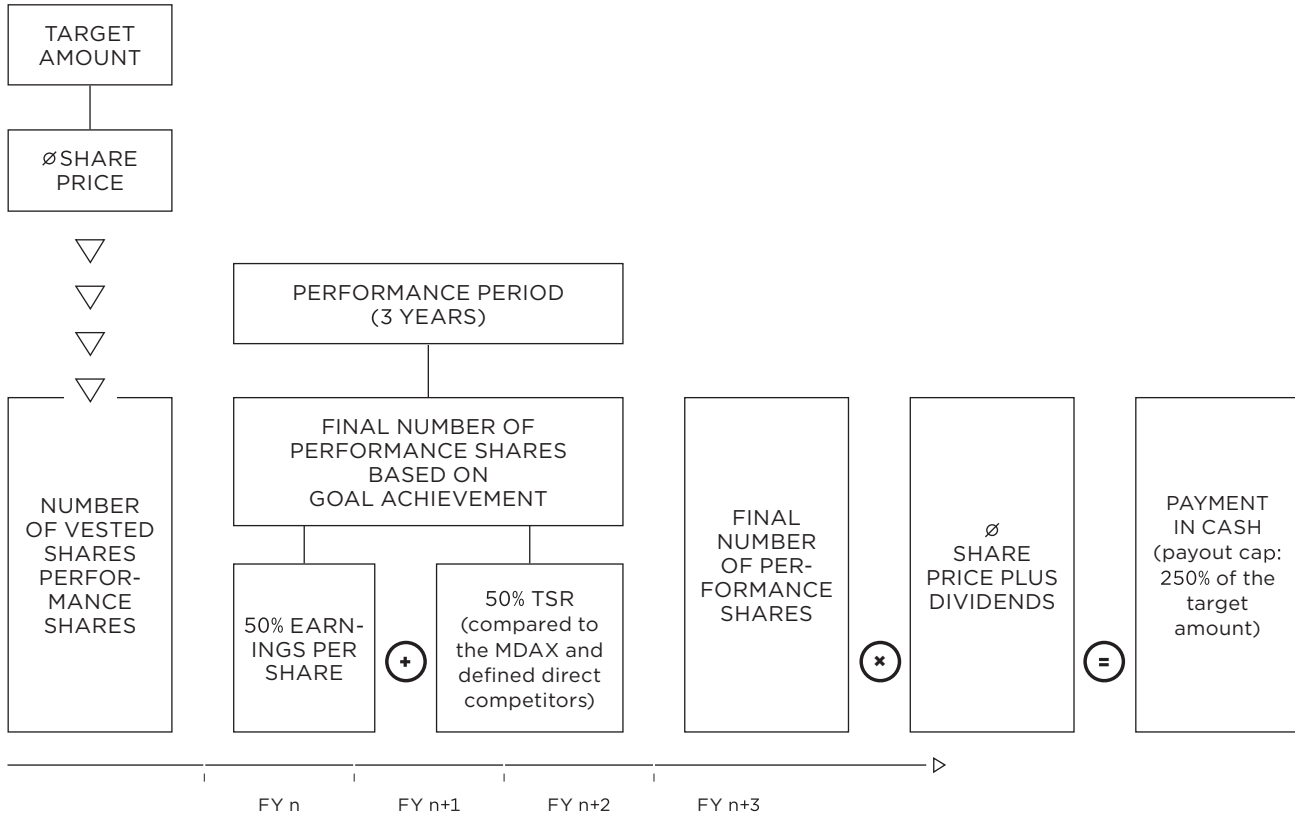 TARGET
AMOUNT
Ø SHARE
PRICE
PERFORMANCE PERIOD
(3 YEARS)
NUMBER
OF VESTED
SHARES
PERFOR-
MANCE
SHARES
FINAL NUMBER OF
PERFORMANCE SHARES
BASED ON
GOAL ACHIEVEMENT
50% EARN-
INGS PER
SHARE
+
50% TSR
(compared to
the MDAX and
defined direct
competitors)
FINAL
NUMBER
OF PER-
FORMANCE
SHARES
×
Ø
SHARE
PRICE PLUS
DIVIDENDS
=
PAYMENT
IN CASH
(payout cap:
250% of the
target
amount)
FY n
FY n+1
FY n+2
FY n+3